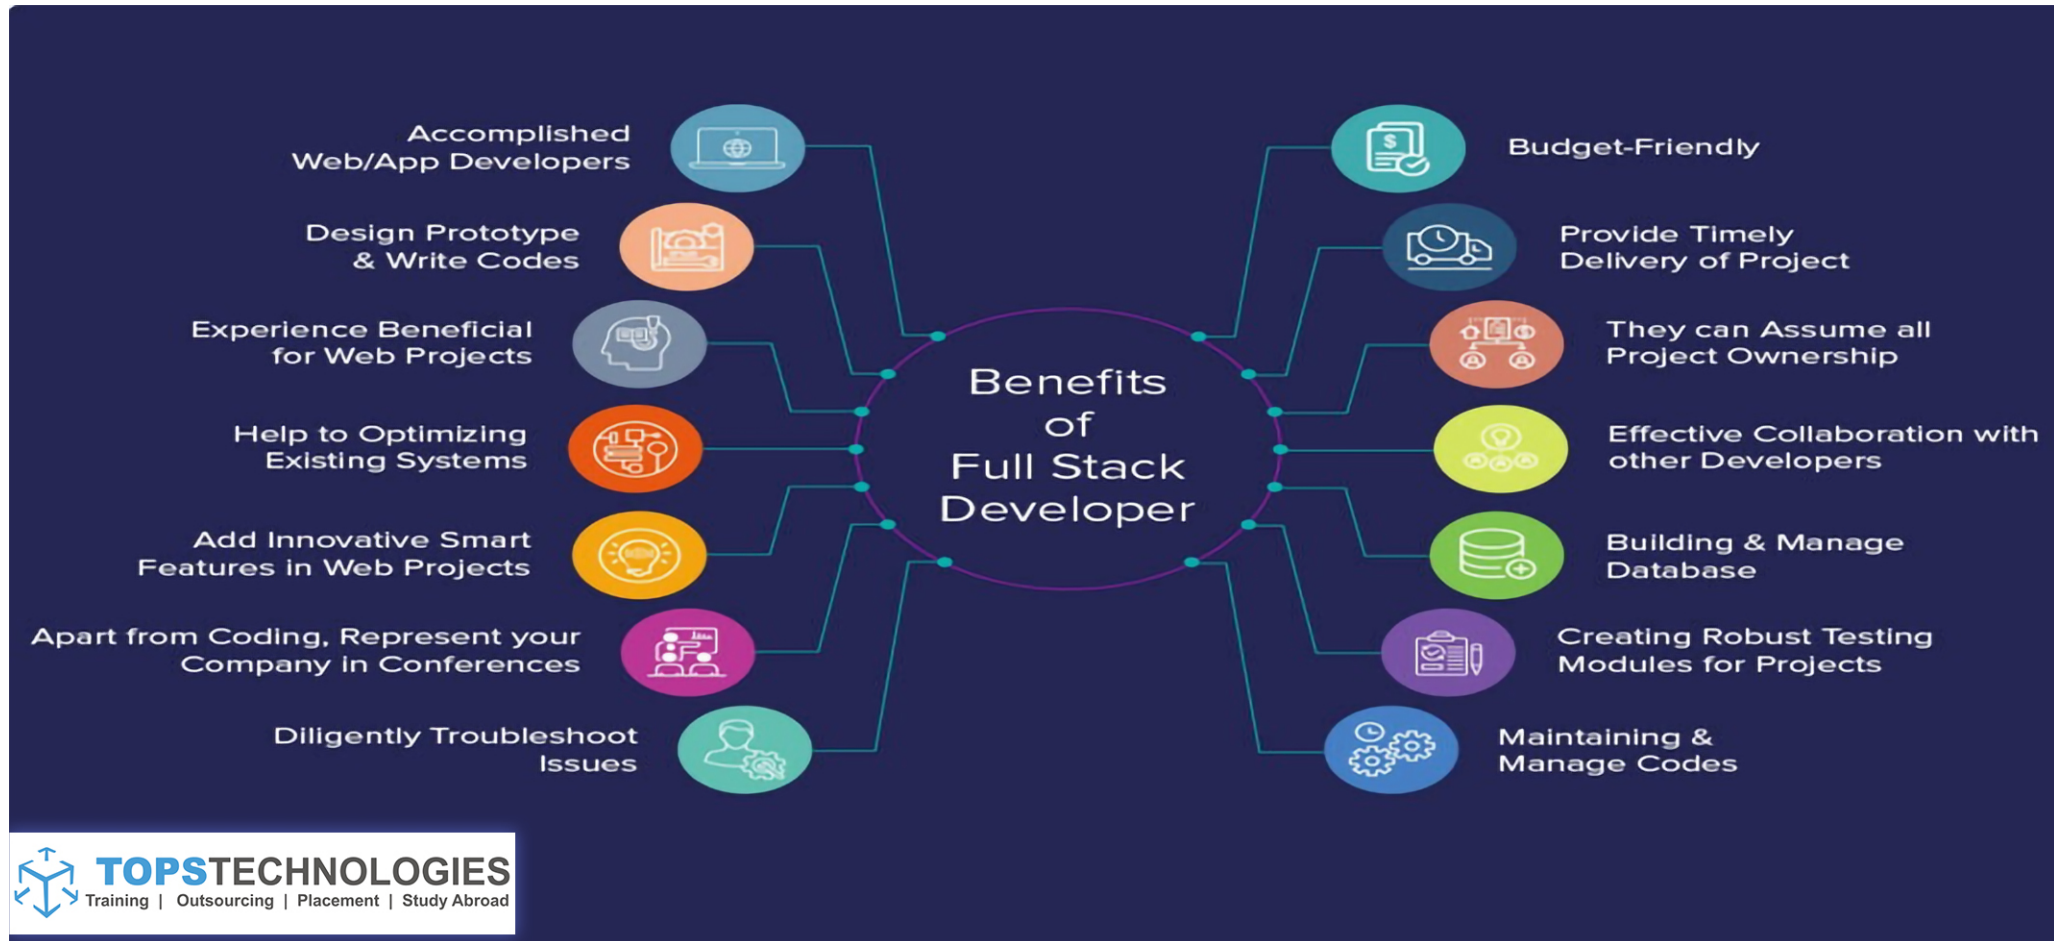 Accomplished
Web/App Developers
Design Prototype
& Write Codes
Experience Beneficial
for Web Projects
Help to Optimizing
Existing Systems
Add Innovative Smart
Features in Web Projects
Apart from Coding, Represent your
Company in Conferences
Diligently Troubleshoot
Issues
Benefits
of
Full Stack
Developer
Budget-Friendly
Provide Timely
Delivery of Project
They can Assume all
Project Ownership
Effective Collaboration with
other Developers
Building & Manage
Database
Creating Robust Testing
Modules for Projects
Maintaining &
Manage Codes
TOPSTECHNOLOGIES
Training | Outsourcing | Placement | Study Abroad